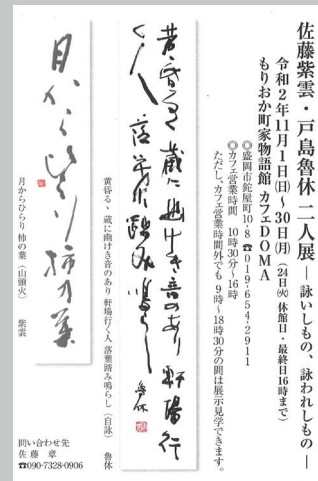 佐藤紫雲・戸島魯休 二人展 ―詠いしもの、詠われしもの―
令和2年11月1日㈰~30日㈪(24日㈫ 休館日・最終日16時まで)
もりおか町家物語館 カフェDOMA
◎盛岡市鉈屋町10-8 ☎019-654-2911
◎カフェ営業時間 10時30分~16時
ただし、カフェ営業時間外でも 9時~18時30分の間は展示見学できます。
昔昏るゝ 蔵に幽けき音のあり 軒場行
く人 落葉踏み鳴らし
魯休
黄昏るゝ、蔵に幽けき音のあり 軒場行く人 落葉踏み鳴らし(自詠) 魯休
月からひらり柿の葉
月からひらり 柿の葉(山頭火) 紫雲
問い合わせ先
佐藤 章
☎090-7328-0906